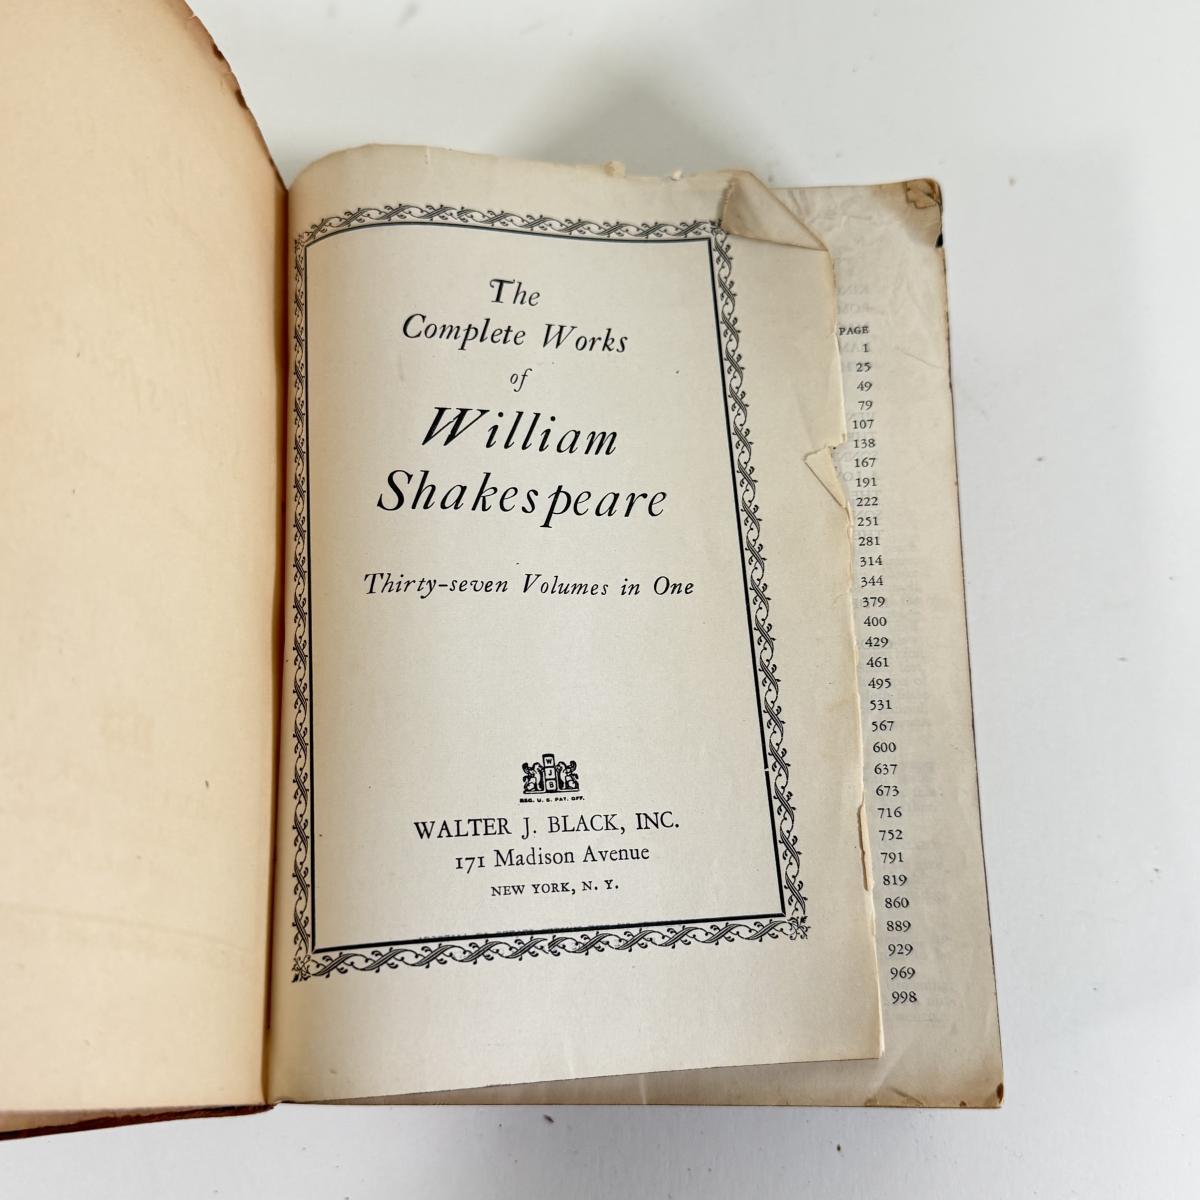 The
Complete Works
of
William
Shakespeare
Thirty-seven Volumes in One
W
J
B
REG. U. S. PAT. OFF.
WALTER J. BLACK, INC.
171 Madison Avenue
NEW YORK, N. Y.
PAGE
1
25
49
79
107
138
167
191
222
251
281
314
344
379
400
429
461
495
531
567
600
637
673
716
752
791
819
860
889
929
969
998